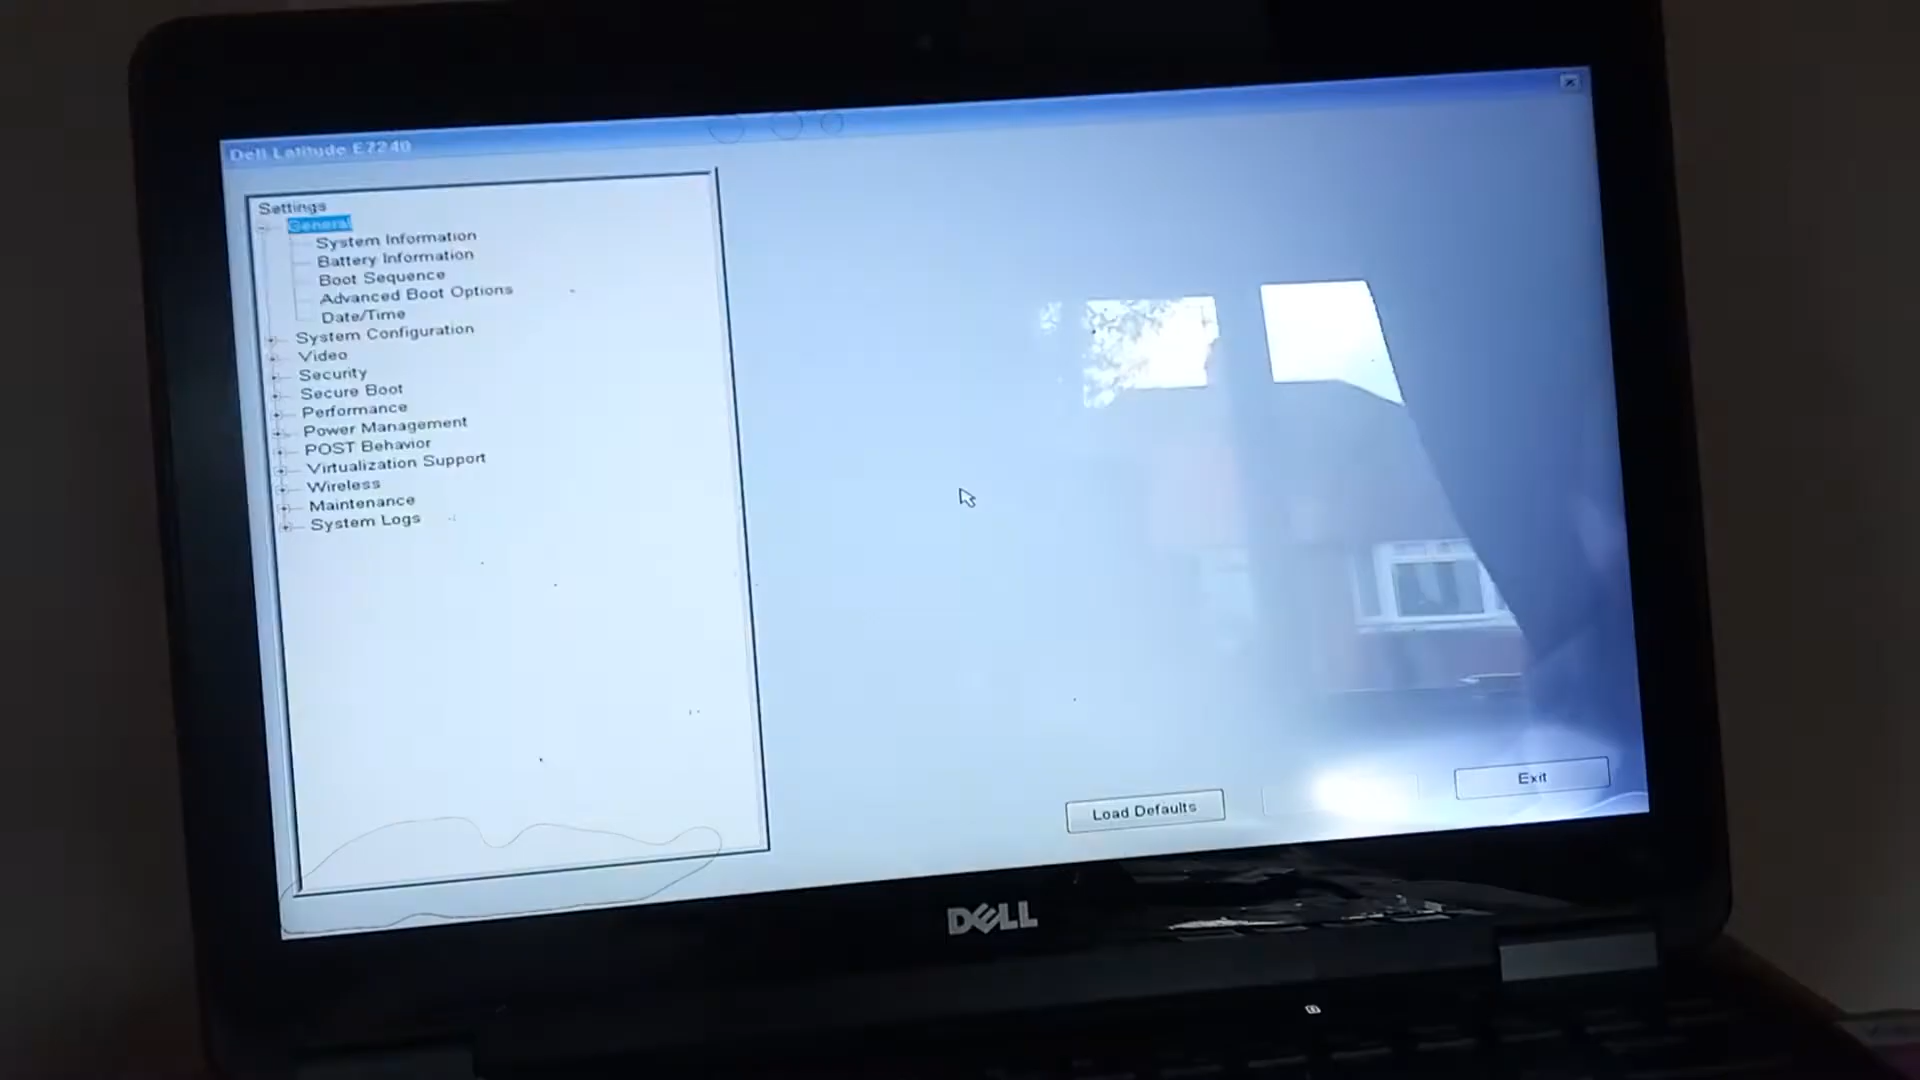 Dell Latitude E7240
Settings
General
System Information
Battery Information
Boot Sequence
Advanced Boot Options
Date/Time
System Configuration
Video
Security
Secure Boot
Performance
Power Management
POST Behavior
Virtualization Support
Wireless
Maintenance
System Logs
Load Defaults
Exit
DELL